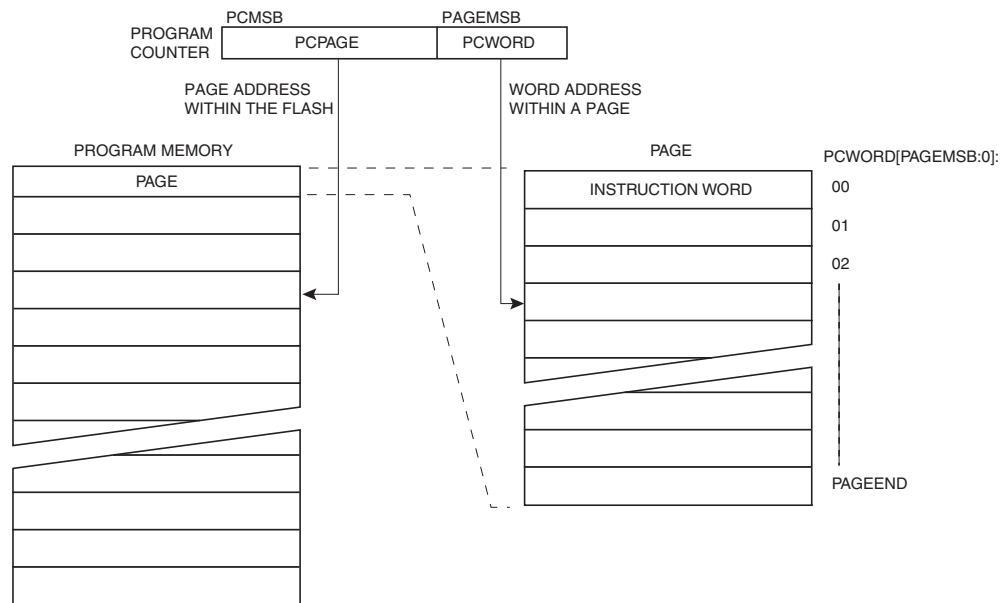 PCMSB
PAGEMSB
PROGRAM
COUNTER
PCPAGE
PCWORD
PAGE ADDRESS
WITHIN THE FLASH
WORD ADDRESS
WITHIN A PAGE
PROGRAM MEMORY
PAGE
PAGE
PCWORD[PAGEMSB:0]:
INSTRUCTION WORD
00
01
02
PAGEEND